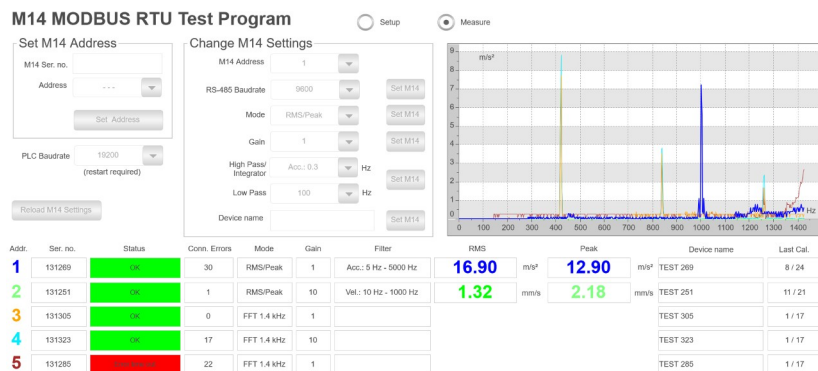 M14 MODBUS RTU Test Program
Setup
Measure
Set M14 Address
M14 Ser. no.
Address - - -
Set Address
PLC Baudrate 19200
(restart required)
Reload M14 Settings
Change M14 Settings
M14 Address 1
RS-485 Baudrate 9600 Set M14
Mode RMS/Peak Set M14
Gain 1 Set M14
High Pass/
Integrator Acc.: 0.3 Hz
Set M14
Low Pass 100 Hz
Device name Set M14
m/s²
9
8
7
6
5
4
3
2
1
0
Hz
0 100 200 300 400 500 600 700 800 900 1000 1100 1200 1300 1400
Addr. Ser. no. Status Conn. Errors Mode Gain Filter RMS Peak Device name Last Cal.
1 131269 OK 30 RMS/Peak 1 Acc.: 5 Hz - 5000 Hz 16.90 m/s² 12.90 m/s² TEST 269 8 / 24
2 131251 OK 1 RMS/Peak 10 Vel.: 10 Hz - 1000 Hz 1.32 mm/s 2.18 mm/s TEST 251 11 / 21
3 131305 OK 0 FFT 1.4 kHz 1 TEST 305 1 / 17
4 131323 OK 17 FFT 1.4 kHz 10 TEST 323 1 / 17
5 131285 22 FFT 1.4 kHz 1 TEST 285 1 / 17